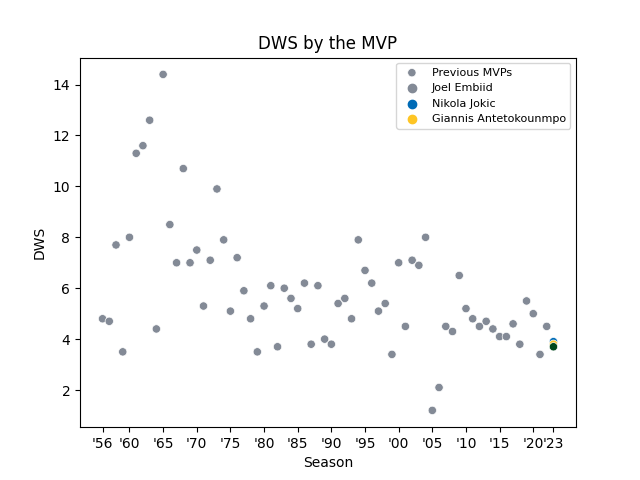 DWS by the MVP
Previous MVPs
Joel Embiid
Nikola Jokic
Giannis Antetokounmpo
14
12
10
8
6
4
2
DWS
'56 '60 '65 '70 '75 '80 '85 '90 '95 '00 '05 '10 '15 '20 '23
Season